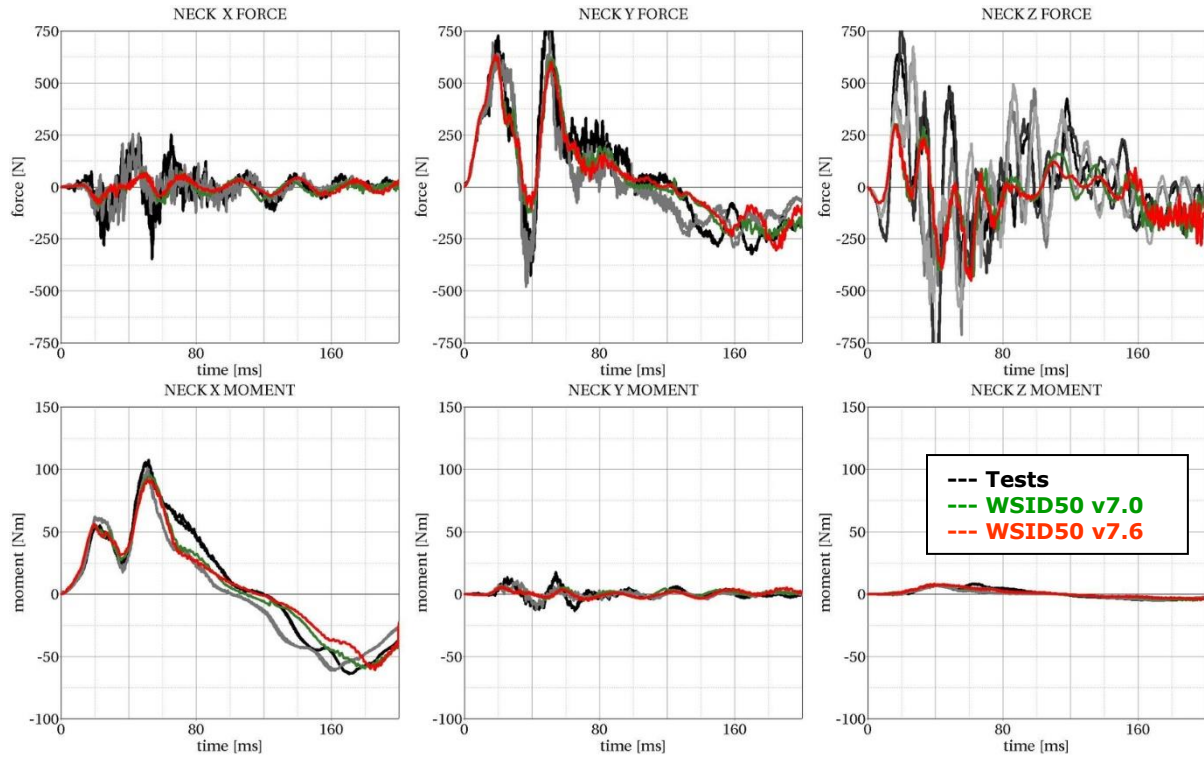 NECK X FORCE
NECK Y FORCE
NECK Z FORCE
750
500
250
0
-250
-500
-750
force [N]
0
80
160
time [ms]
750
500
250
0
-250
-500
-750
force [N]
0
80
160
time [ms]
750
500
250
0
-250
-500
-750
force [N]
0
80
160
time [ms]
NECK X MOMENT
NECK Y MOMENT
NECK Z MOMENT
150
100
50
0
-50
-100
moment [Nm]
0
80
160
time [ms]
150
100
50
0
-50
-100
moment [Nm]
0
80
160
time [ms]
150
100
50
0
-50
-100
moment [Nm]
0
80
160
time [ms]
--- Tests
--- WSID50 v7.0
--- WSID50 v7.6